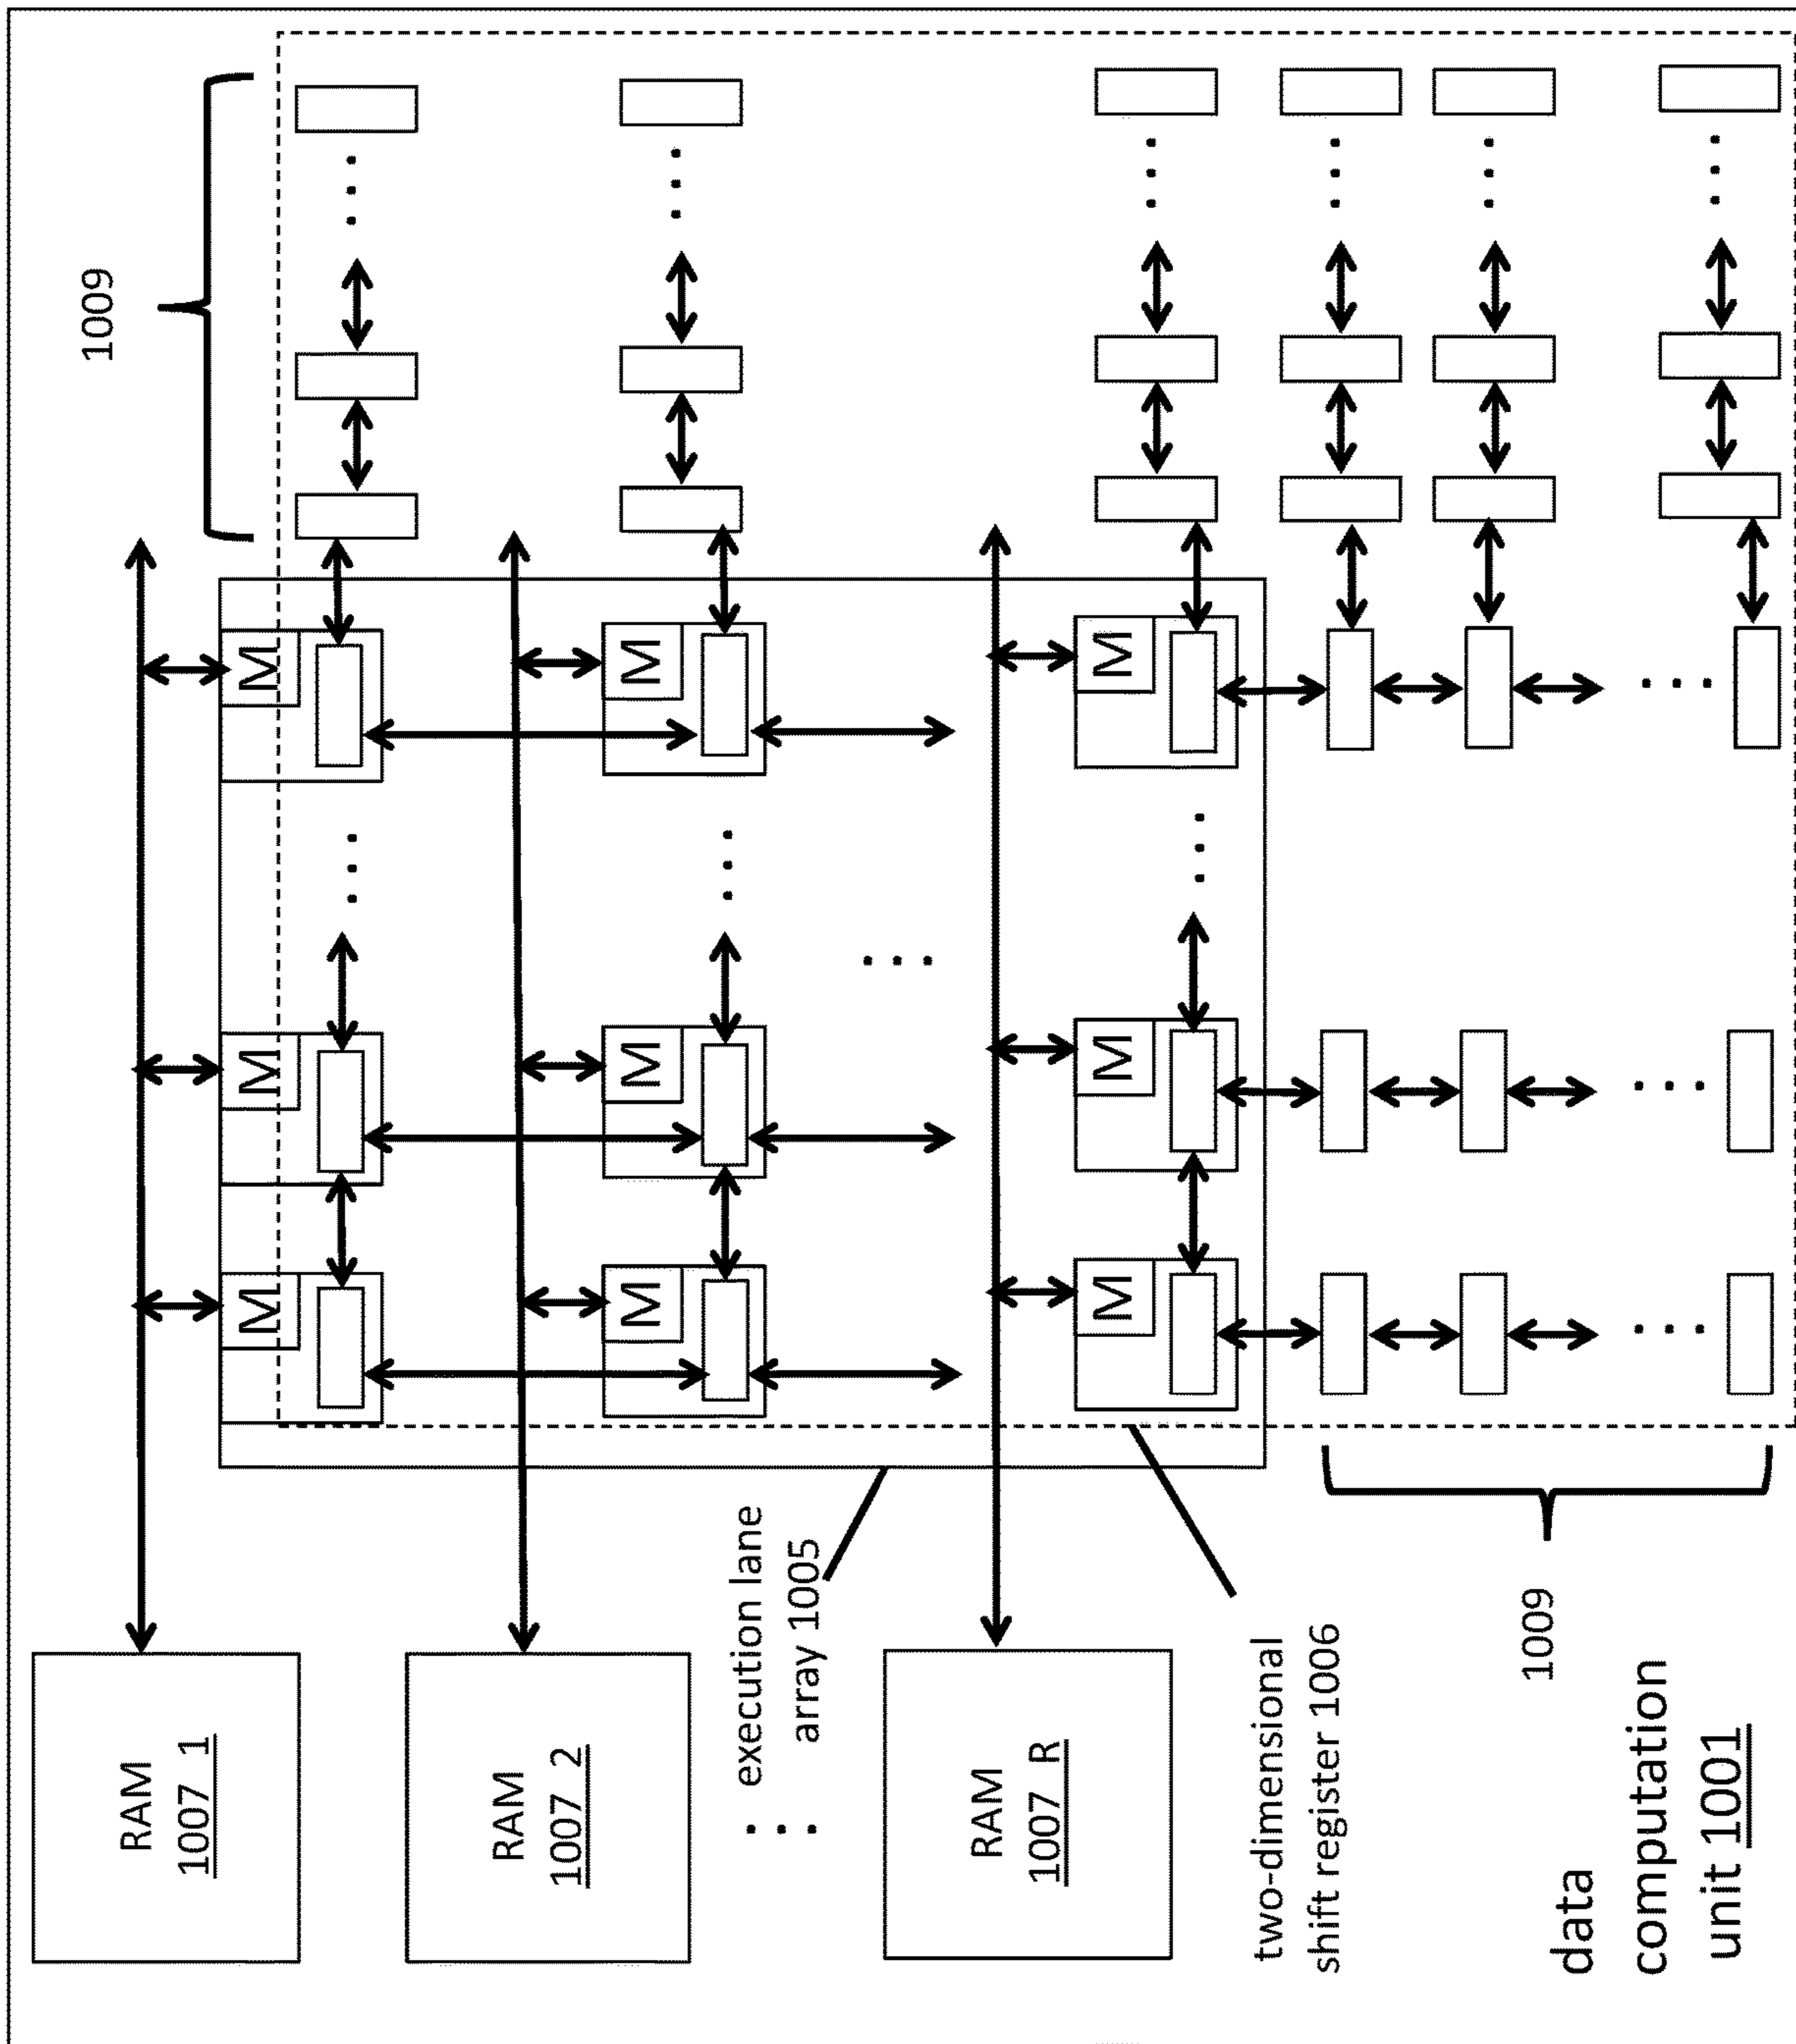 1009
RAM
1007_1
M
M
M
RAM
1007_2
M
M
M
execution lane
array 1005
RAM
1007_R
M
M
M
two-dimensional
shift register 1006
1009
data
computation
unit 1001